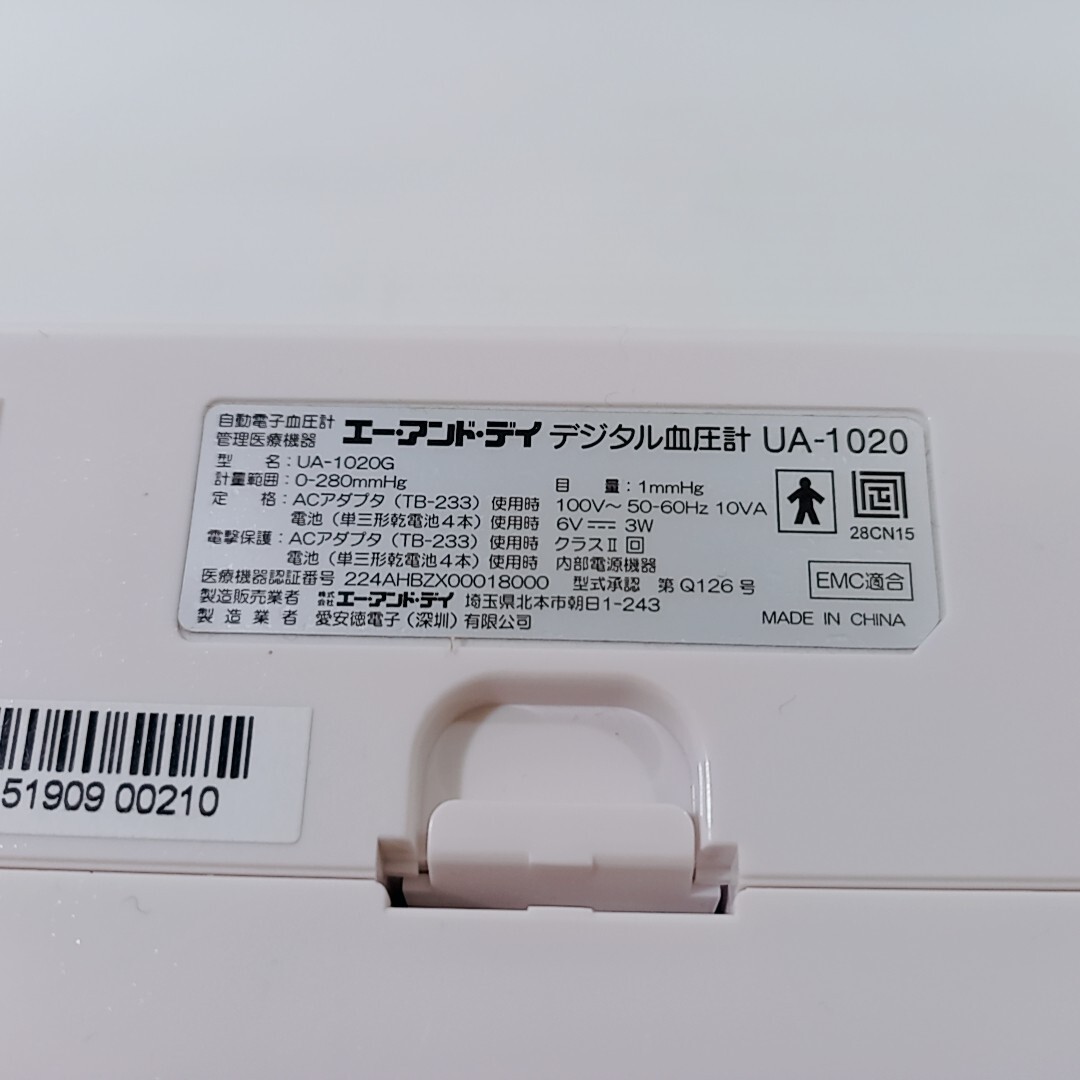 自動電子血圧計
管理医療機器
エー・アンド・デイ デジタル血圧計 UA-1020
型 名：UA-1020G
計量範囲：0-280mmHg 目 量：1mmHg
定 格：ACアダプタ（TB-233）使用時 100V～ 50-60Hz 10VA
電池（単三形乾電池4本）使用時 6V 3W
電撃保護：ACアダプタ（TB-233）使用時 クラスⅡ
電池（単三形乾電池4本）使用時 内部電源機器
医療機器認証番号 224AHBZX00018000 型式承認 第 Q126 号
製造販売業者 株式会社エー・アンド・デイ 埼玉県北本市朝日1-243
製 造 業 者 愛安徳電子（深圳）有限公司
28CN15
EMC適合
MADE IN CHINA
51909 00210